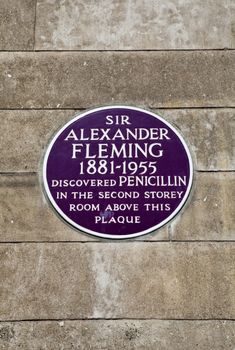 SIR
ALEXANDER
FLEMING
1881-1955
DISCOVERED PENICILLIN
IN THE SECOND STOREY
ROOM ABOVE THIS
PLAQUE